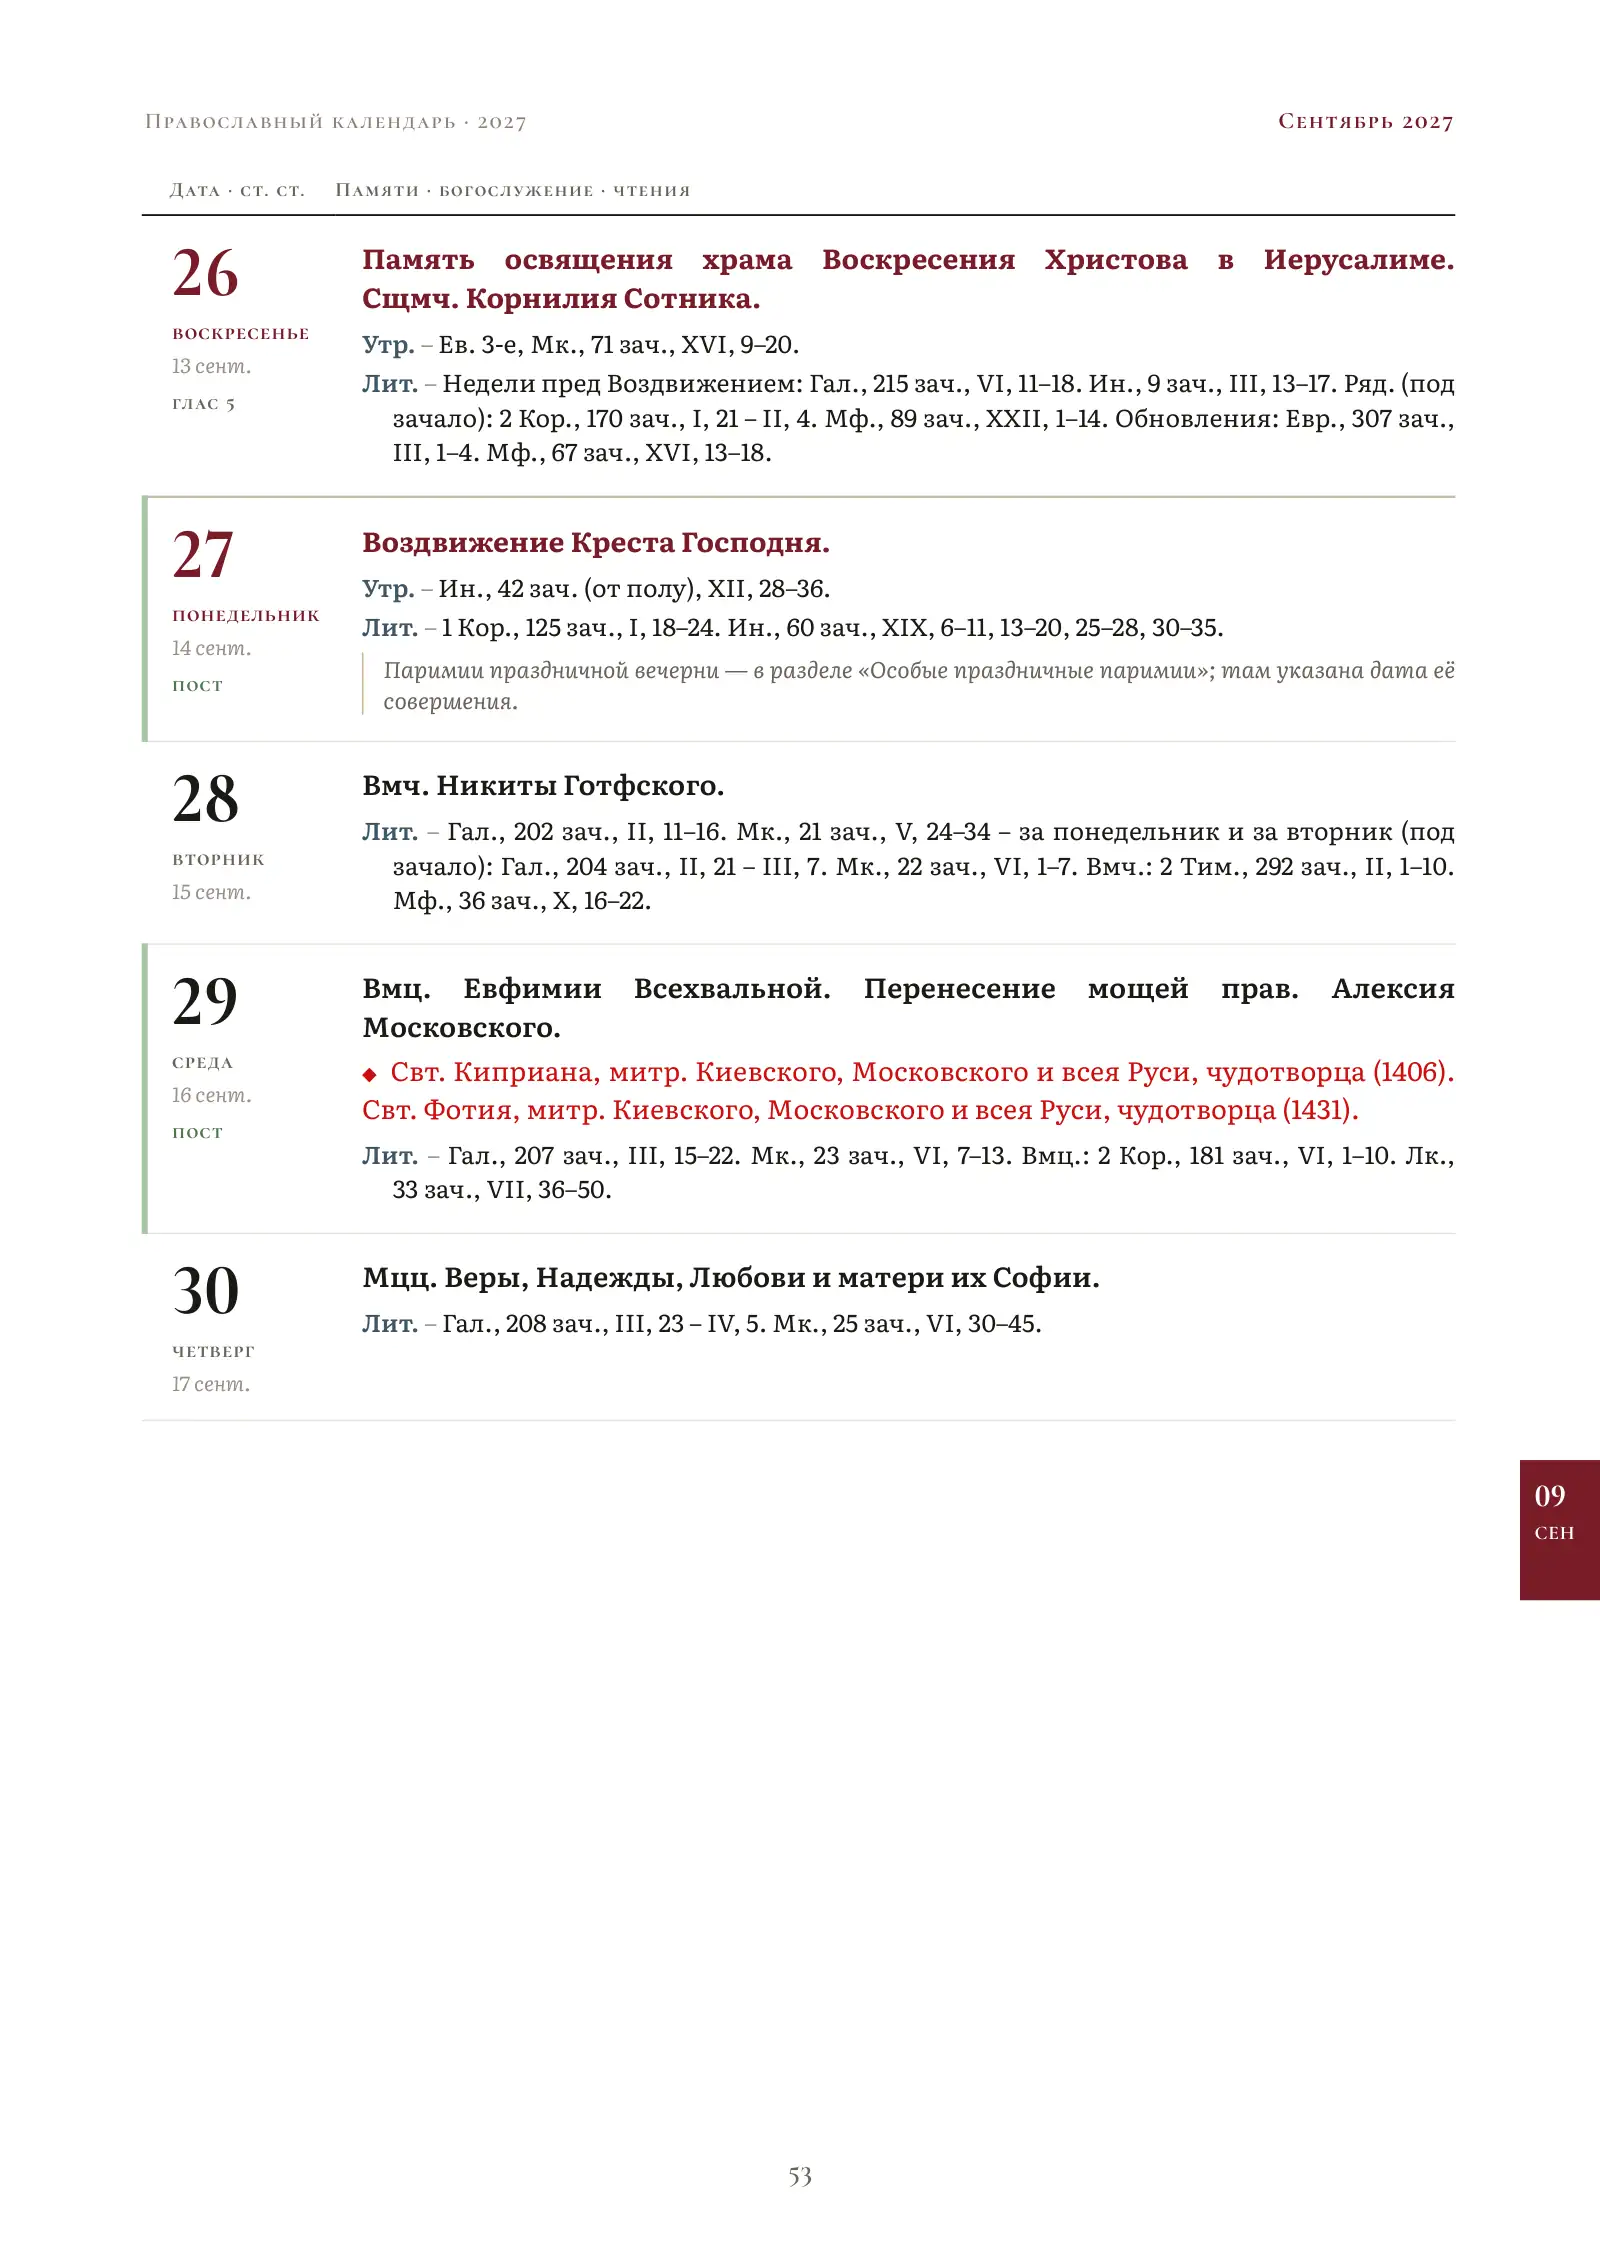 Православный календарь · 2027
Сентябрь 2027
Дата · ст. ст. Памяти · богослужение · чтения
26
воскресенье
13 сент.
глас 5
Память освящения храма Воскресения Христова в Иерусалиме.
Сщмч. Корнилия Сотника.
Утр. – Ев. 3-е, Мк., 71 зач., XVI, 9–20.
Лит. – Недели пред Воздвижением: Гал., 215 зач., VI, 11–18. Ин., 9 зач., III, 13–17. Ряд. (под
зачало): 2 Кор., 170 зач., I, 21 – II, 4. Мф., 89 зач., XXII, 1–14. Обновления: Евр., 307 зач.,
III, 1–4. Мф., 67 зач., XVI, 13–18.
27
понедельник
14 сент.
пост
Воздвижение Креста Господня.
Утр. – Ин., 42 зач. (от полу), XII, 28–36.
Лит. – 1 Кор., 125 зач., I, 18–24. Ин., 60 зач., XIX, 6–11, 13–20, 25–28, 30–35.
Паримии праздничной вечерни — в разделе «Особые праздничные паримии»; там указана дата её
совершения.
28
вторник
15 сент.
Вмч. Никиты Готфского.
Лит. – Гал., 202 зач., II, 11–16. Мк., 21 зач., V, 24–34 – за понедельник и за вторник (под
зачало): Гал., 204 зач., II, 21 – III, 7. Мк., 22 зач., VI, 1–7. Вмч.: 2 Тим., 292 зач., II, 1–10.
Мф., 36 зач., X, 16–22.
29
среда
16 сент.
пост
Вмц. Евфимии Всехвальной. Перенесение мощей прав. Алексия
Московского.
◆ Свт. Киприана, митр. Киевского, Московского и всея Руси, чудотворца (1406).
Свт. Фотия, митр. Киевского, Московского и всея Руси, чудотворца (1431).
Лит. – Гал., 207 зач., III, 15–22. Мк., 23 зач., VI, 7–13. Вмц.: 2 Кор., 181 зач., VI, 1–10. Лк.,
33 зач., VII, 36–50.
30
четверг
17 сент.
Мцц. Веры, Надежды, Любови и матери их Софии.
Лит. – Гал., 208 зач., III, 23 – IV, 5. Мк., 25 зач., VI, 30–45.
09
СЕН
53